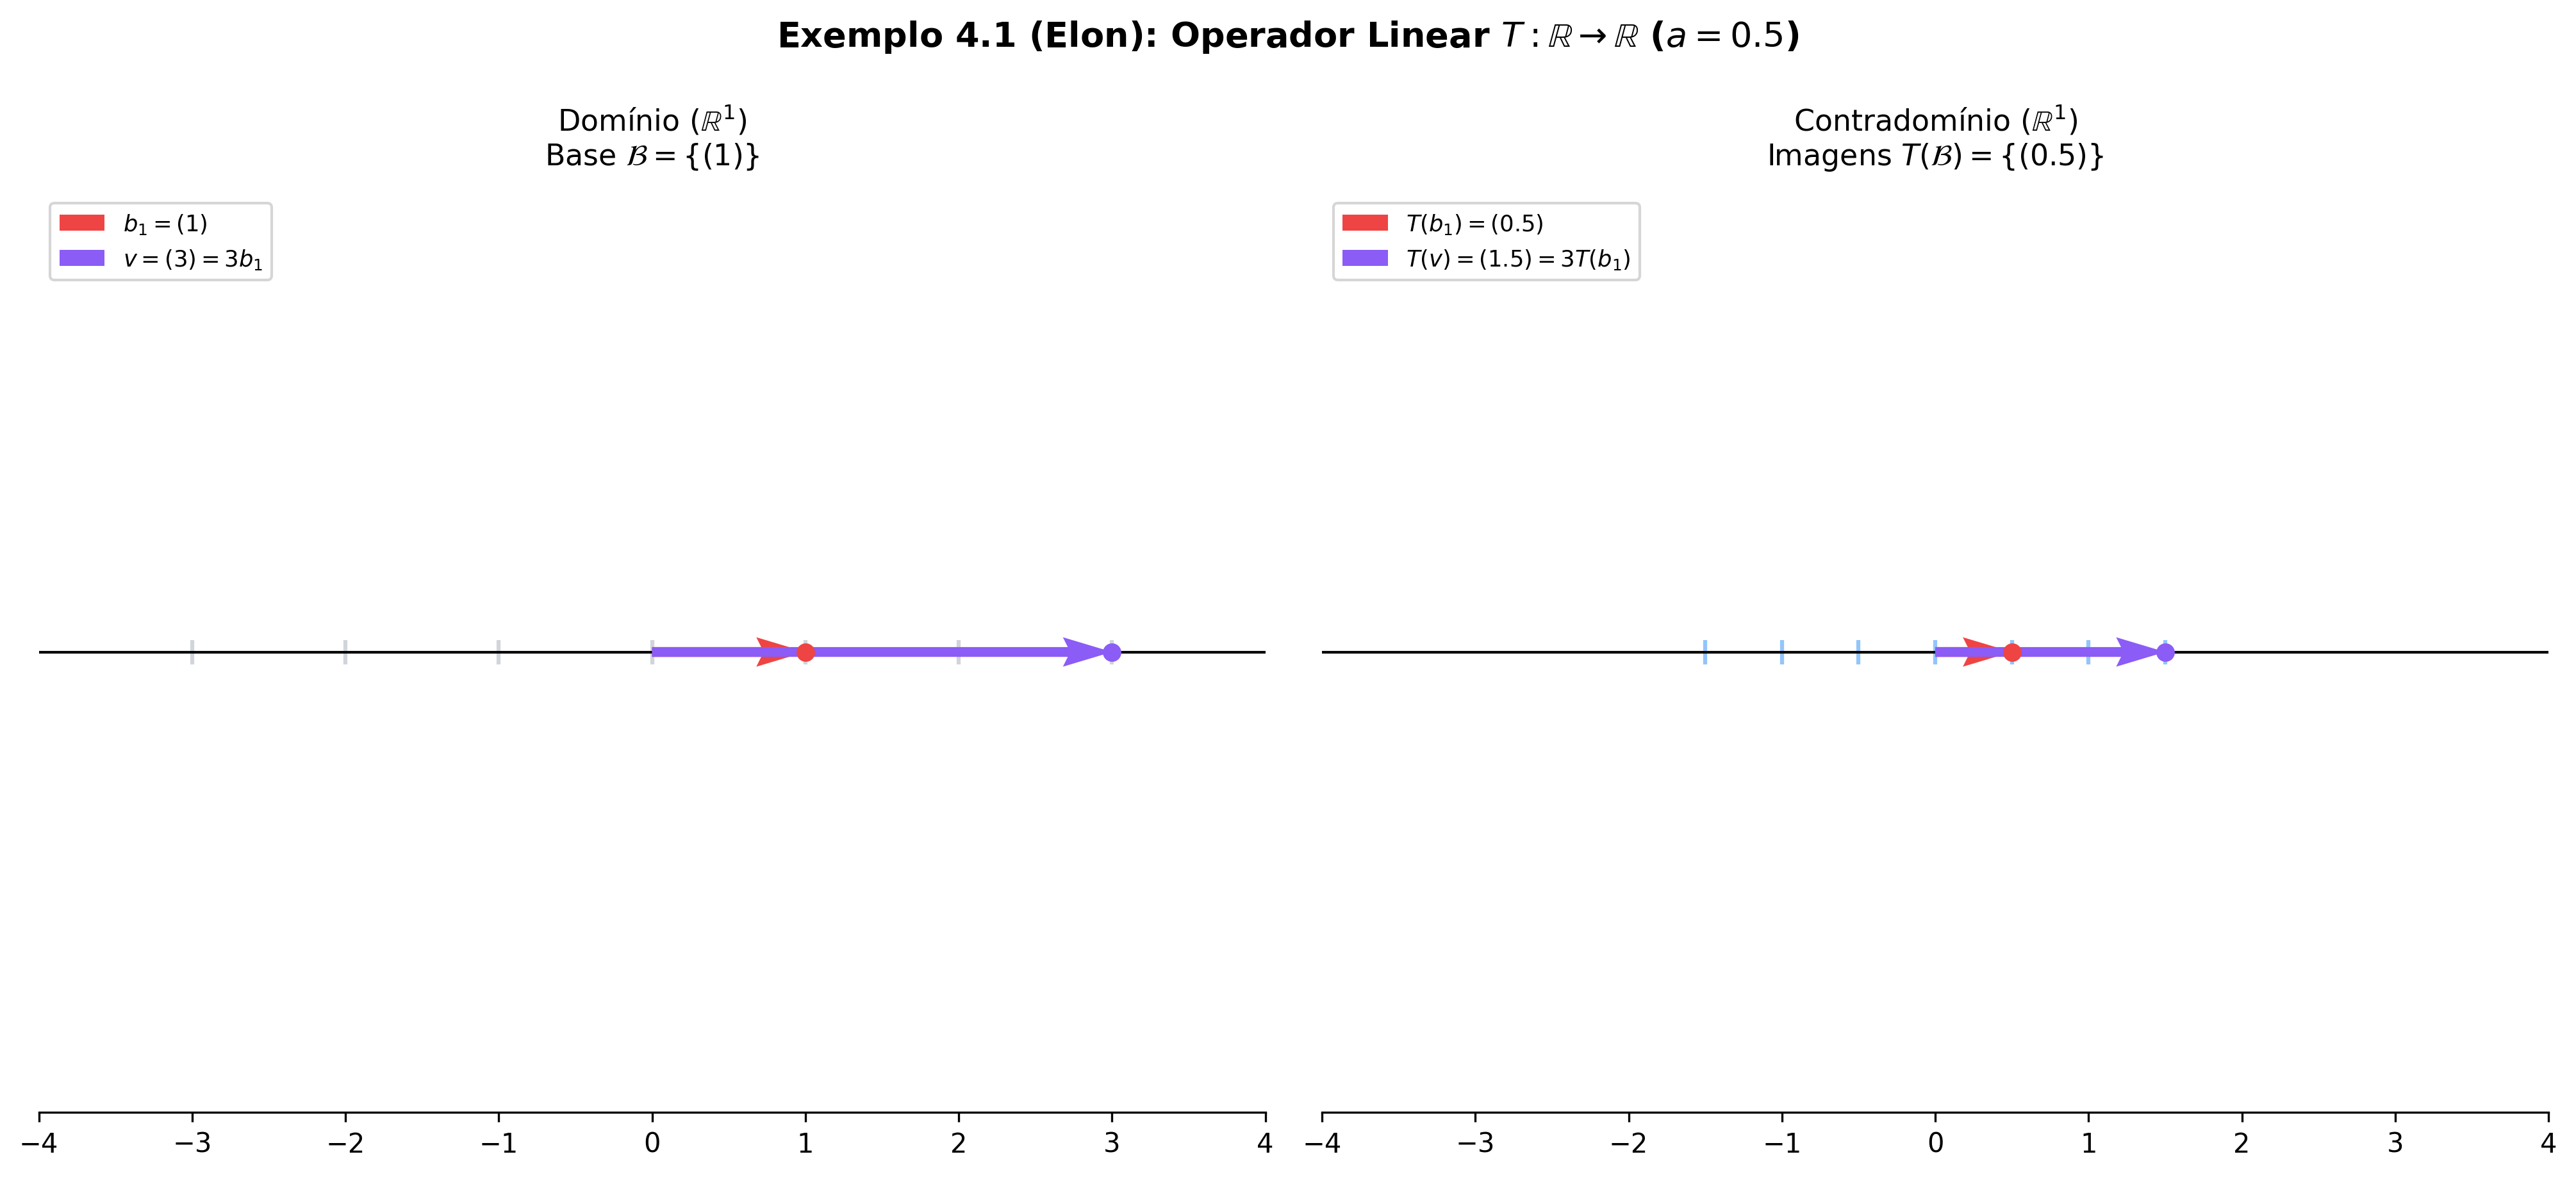 Exemplo 4.1 (Elon): Operador Linear T : ℝ → ℝ (a = 0.5)
Domínio (ℝ¹)
Base ℬ = {(1)}
b₁ = (1)
v = (3) = 3b₁
−4 −3 −2 −1 0 1 2 3 4
Contradomínio (ℝ¹)
Imagens T(ℬ) = {(0.5)}
T(b₁) = (0.5)
T(v) = (1.5) = 3T(b₁)
−4 −3 −2 −1 0 1 2 3 4